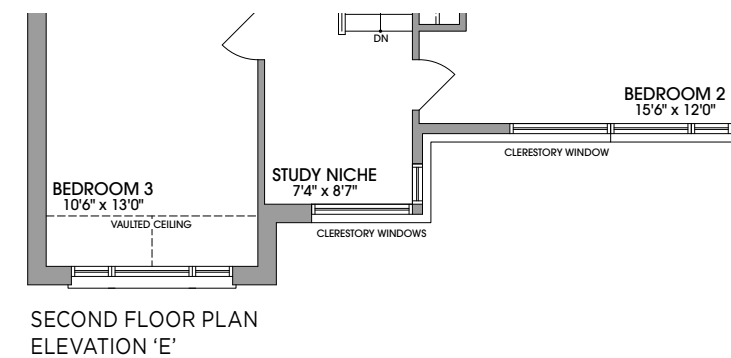 DN
BEDROOM 2
15'6" x 12'0"
CLERESTORY WINDOW
STUDY NICHE
7'4" x 8'7"
BEDROOM 3
10'6" x 13'0"
VAULTED CEILING
CLERESTORY WINDOWS
SECOND FLOOR PLAN
ELEVATION ‘E’